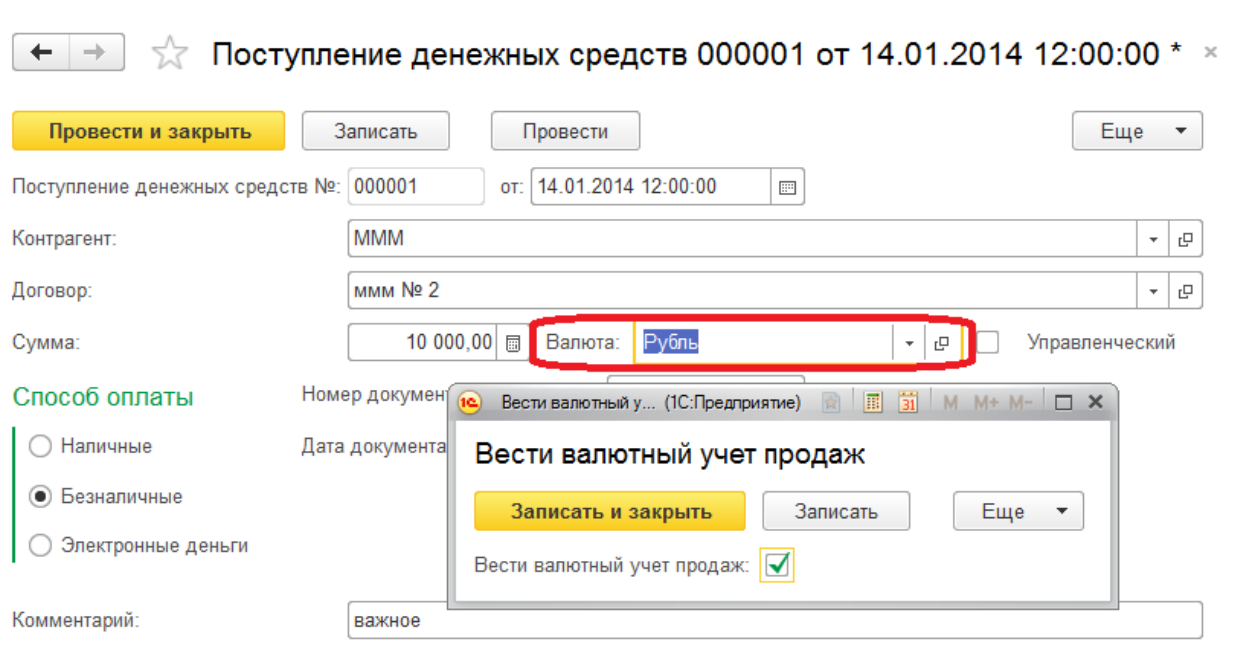 Поступление денежных средств 000001 от 14.01.2014 12:00:00 * ×
Провести и закрыть Записать Провести Еще
Поступление денежных средств №: 000001 от: 14.01.2014 12:00:00
Контрагент: МММ
Договор: ммм № 2
Сумма: 10 000,00 Валюта: Рубль Управленческий
Способ оплаты Номер докумен
Вести валютный у... (1С:Предприятие) 31 M M+ M-
Наличные Дата документа
Вести валютный учет продаж
Безналичные
Записать и закрыть Записать Еще
Электронные деньги
Вести валютный учет продаж:
Комментарий: важное